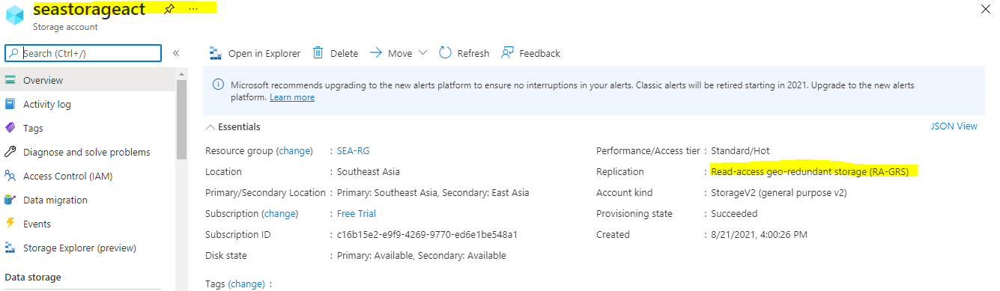 seastorageact ...
Storage account
Search (Ctrl+/)
«
Overview
Activity log
Tags
Diagnose and solve problems
Access Control (IAM)
Data migration
Events
Storage Explorer (preview)
Data storage
Open in Explorer Delete Move Refresh Feedback
Microsoft recommends upgrading to the new alerts platform to ensure no interruptions in your alerts. Classic alerts will be retired starting in 2021. Upgrade to the new alerts
platform. Learn more
Essentials JSON View
Resource group (change) : SEA-RG
Location : Southeast Asia
Primary/Secondary Location : Primary: Southeast Asia, Secondary: East Asia
Subscription (change) : Free Trial
Subscription ID : c16b15e2-e9f9-4269-9770-ed6e1be548a1
Disk state : Primary: Available, Secondary: Available
Performance/Access tier : Standard/Hot
Replication : Read-access geo-redundant storage (RA-GRS)
Account kind : StorageV2 (general purpose v2)
Provisioning state : Succeeded
Created : 8/21/2021, 4:00:26 PM
Tags (change) :